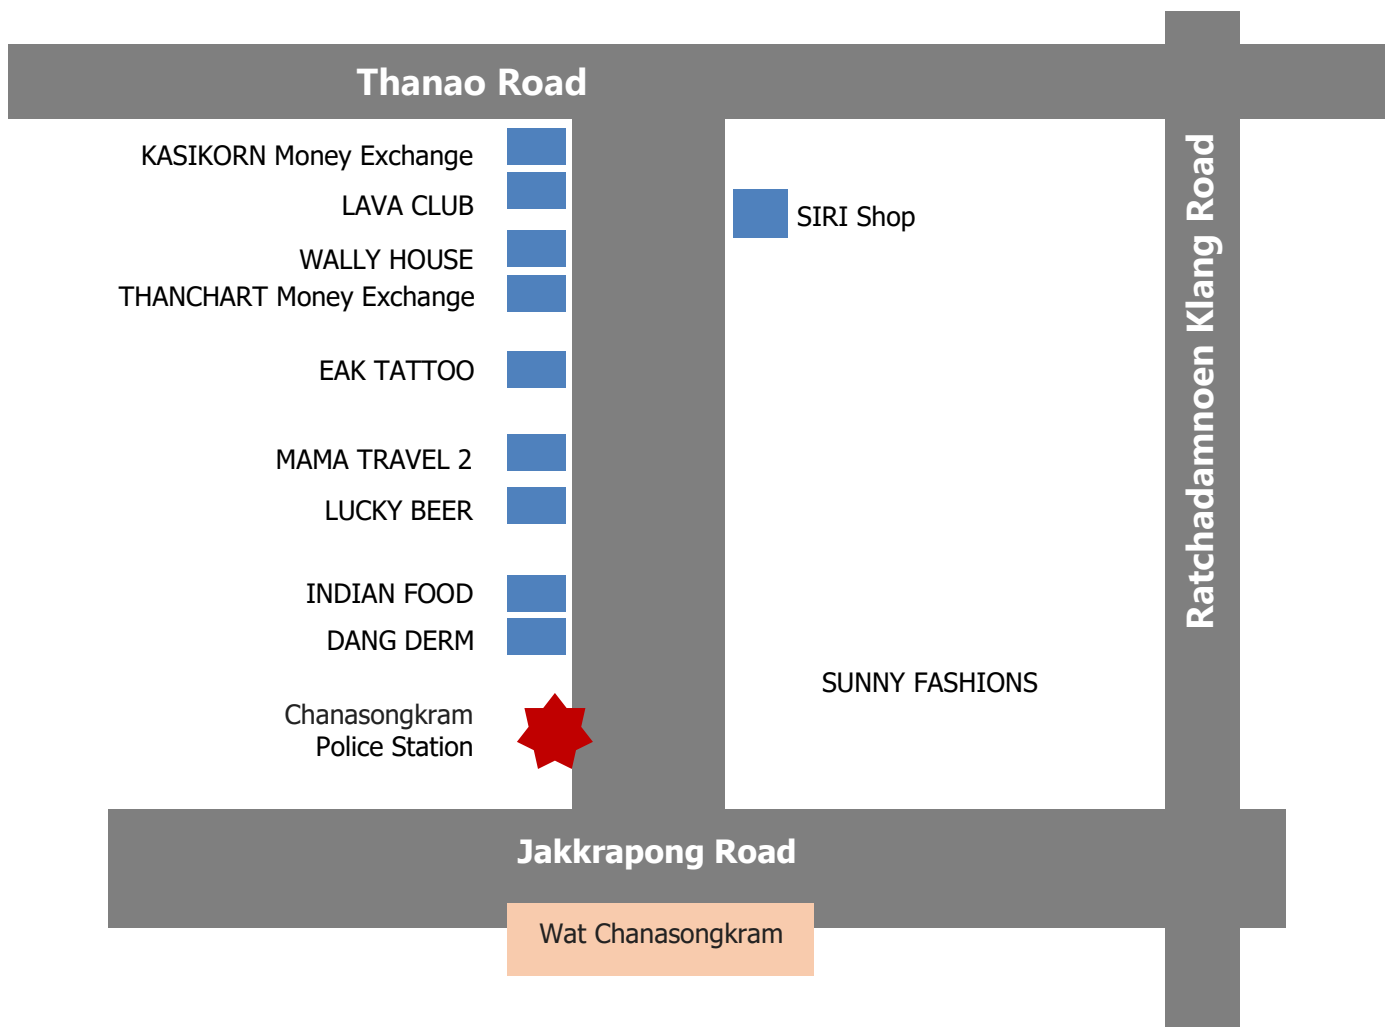 Thanao Road
KASIKORN Money Exchange
LAVA CLUB
SIRI Shop
WALLY HOUSE
THANCHART Money Exchange
EAK TATTOO
MAMA TRAVEL 2
LUCKY BEER
INDIAN FOOD
DANG DERM
SUNNY FASHIONS
Chanasongkram
Police Station
Ratchadamnoen Klang Road
Jakkrapong Road
Wat Chanasongkram